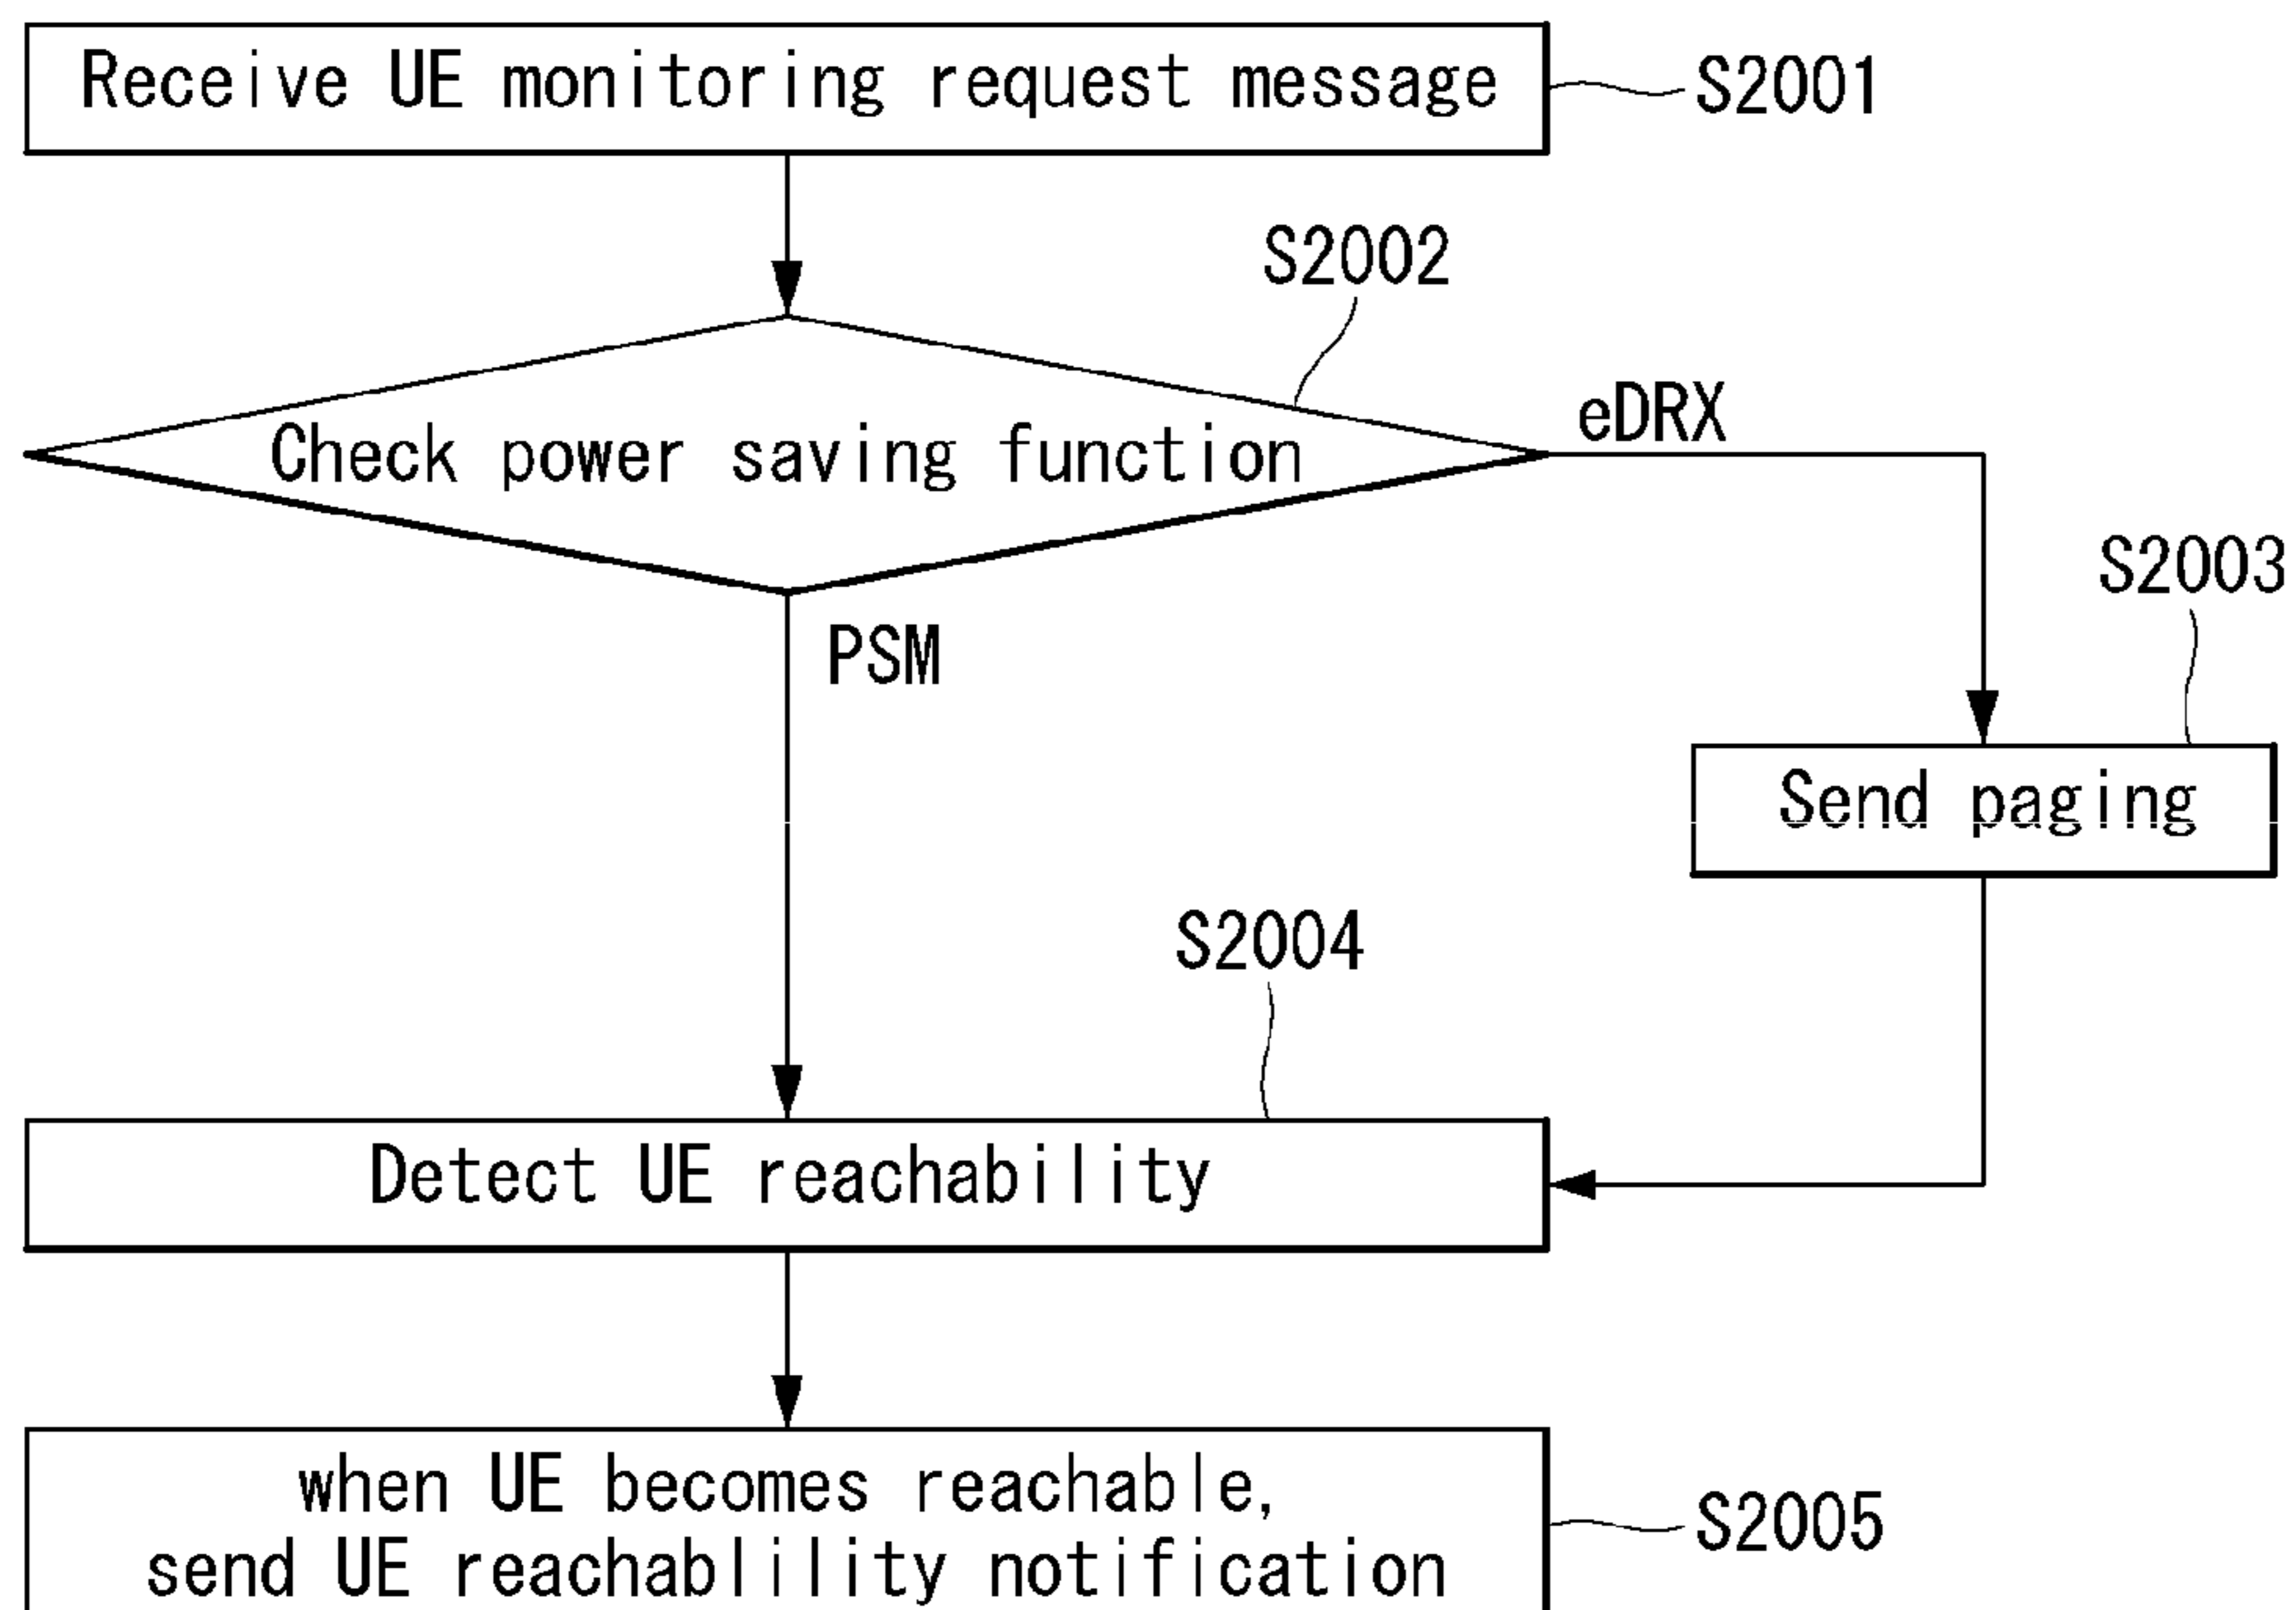 Receive UE monitoring request message
S2001
S2002
Check power saving function
eDRX
PSM
S2003
Send paging
S2004
Detect UE reachability
when UE becomes reachable,
send UE reachablility notification
S2005